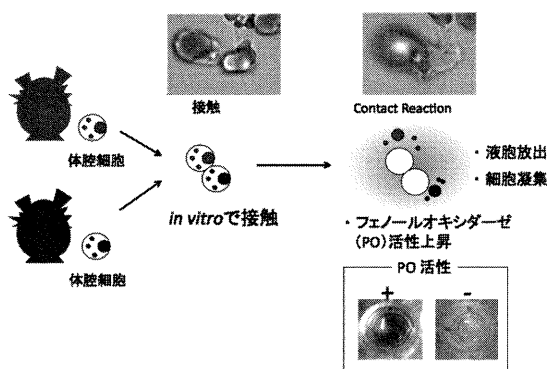 接触
Contact Reaction
体腔細胞
in vitroで接触
・液胞放出
・細胞凝集
体腔細胞
・フェノールオキシダーゼ
（PO）活性上昇
PO 活性
+ -